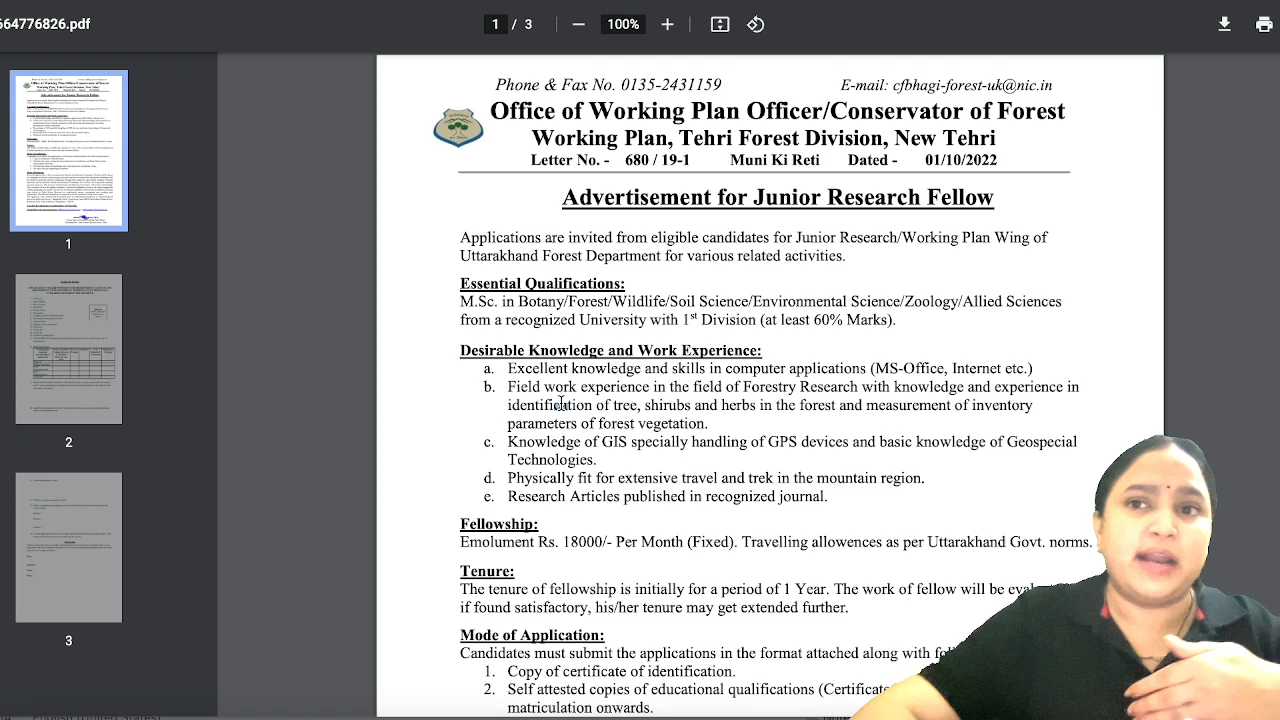 664776826.pdf
1 / 3
100%
Tele & Fax No. 0135-2431159 E-mail: ofbnagt-forest-uk@nic.in
Office of Working Plan Officer/Conservator of Forest
Working Plan, Tehri Forest Division, New Tehri
Letter No. - 680 / 19-1 Muni Ki Reti Dated - 01/10/2022
Advertisement for Junior Research Fellow
Applications are invited from eligible candidates for Junior Research/Working Plan Wing of
Uttarakhand Forest Department for various related activities.
Essential Qualifications:
M. Sc. in Botany/Forest/Wildlife/Soil Science/Environmental Science/Zoology/Allied Sciences
from a recognized University with 1st Division (at least 60% Marks).
Desirable Knowledge and Work Experience:
a. Excellent knowledge and skills in computer applications (MS-Office, Internet etc.)
b. Field work experience in the field of Forestry Research with knowledge and experience in
of tree, shirubs and herbs in the forest and measurement of inventory
parameters of forest vegetation.
c. Knowledge of GIS specially handling of GPS devices and basic knowledge of Geospecial
Technologies.
d. Physically fit for extensive travel and trek in the mountain region.
e. Research Articles published in recognized journal.
Fellowship:
Emolument Rs. 18000/- Per Month (Fixed) Travelling allowances as per Uttarakhand Govt. norms.
Tenure:
The tenure of fellowship is initially for a period of 1 Year. The work of fellow will be
if found satisfactory, his/her tenure may get extended further.
Mode of Application:
Candidates must submit the applications in the format attached along with
1. Copy of certificate of identification.
2. Self attested copies of educational qualifications
matriculation onwards.
1
2
3